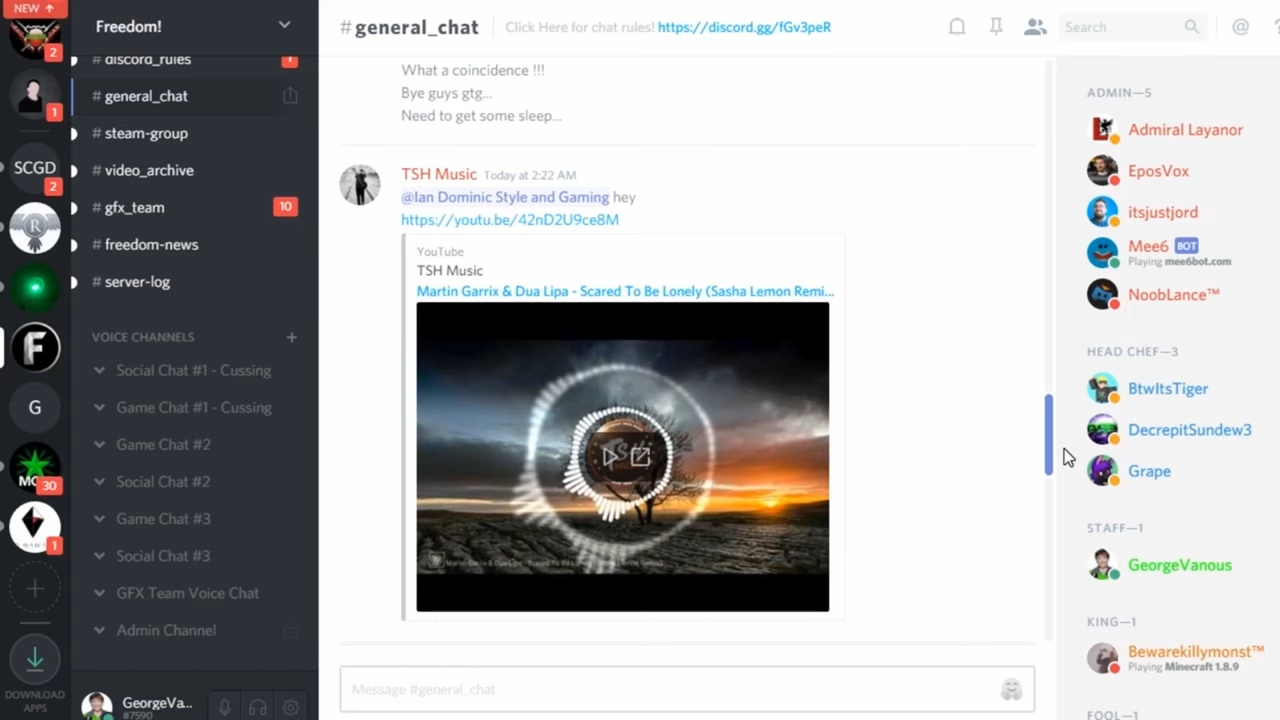 NEW ↑
2
1
SCGD
2
R
F
G
30
1
DOWNLOAD
APPS
Freedom!
# discord_rules
# general_chat
# steam-group
# video_archive
# gfx_team 10
# freedom-news
# server-log
VOICE CHANNELS +
Social Chat #1 - Cussing
Game Chat #1 - Cussing
Game Chat #2
Social Chat #2
Game Chat #3
Social Chat #3
GFX Team Voice Chat
Admin Channel
GeorgeVa...
#7590
#general_chat Click Here for chat rules! https://discord.gg/fGv3peR
Search @
What a coincidence !!!
Bye guys gtg...
Need to get some sleep...
TSH Music Today at 2:22 AM
@Ian Dominic Style and Gaming hey
https://youtu.be/42nD2U9ce8M
YouTube
TSH Music
Martin Garrix & Dua Lipa - Scared To Be Lonely (Sasha Lemon Remi...
Message #general_chat
ADMIN—5
Admiral Layanor
EposVox
itsjustjord
Mee6 BOT
Playing mee6bot.com
NoobLance™
HEAD CHEF—3
BtwItsTiger
DecrepitSundew3
Grape
STAFF—1
GeorgeVanous
KING—1
Bewarekillymonst™
Playing Minecraft 1.8.9
FOOL—1